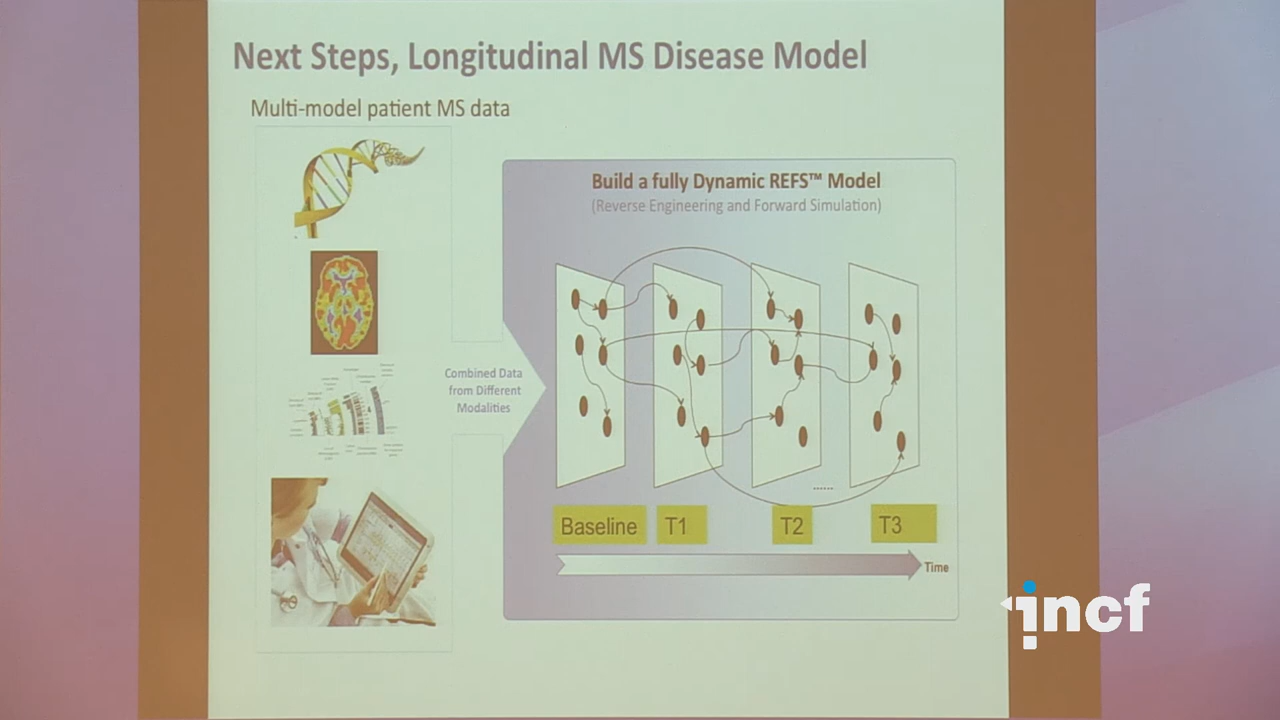 Next Steps, Longitudinal MS Disease Model
Multi-model patient MS data
Build a fully Dynamic REFS™ Model
(Reverse Engineering and Forward Simulation)
Combined Data
from Different
Modalities
......
Baseline
T1
T2
T3
Time
incf